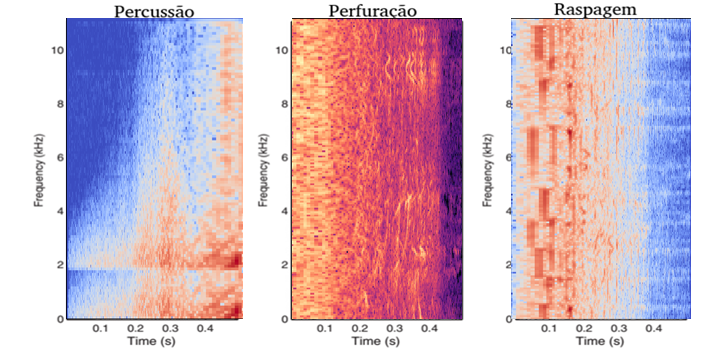 Percussão
Perfuração
Raspagem
10
8
6
4
2
0
Frequency (kHz)
0.1 0.2 0.3 0.4
Time (s)
10
8
6
4
2
0
Frequency (kHz)
0.1 0.2 0.3 0.4
Time (s)
10
8
6
4
2
0
Frequency (kHz)
0.1 0.2 0.3 0.4
Time (s)